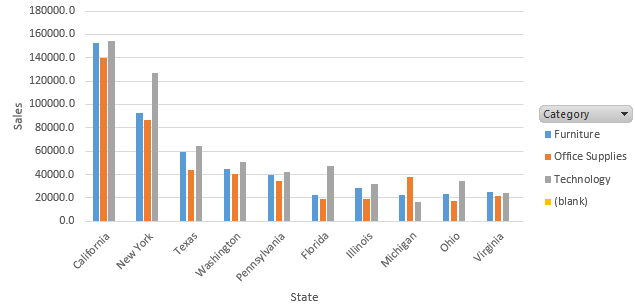 180000.0
160000.0
140000.0
120000.0
100000.0
80000.0
60000.0
40000.0
20000.0
0.0
Sales
California
New York
Texas
Washington
Pennsylvania
Florida
Illinois
Michigan
Ohio
Virginia
State
Category
Furniture
Office Supplies
Technology
(blank)